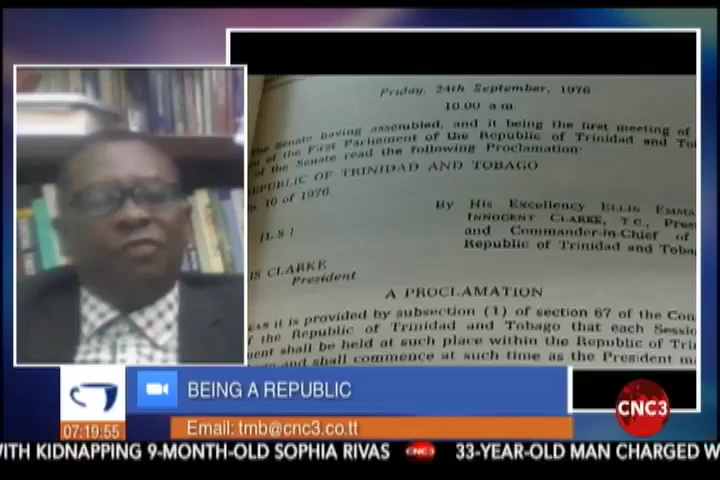 Friday, 24th September, 1976
10.00 a m.
The Senate having assembled, and it being the first meeting of
of the First Parliament of the Republic of Trinidad and
of the Senate read the following Proclamation:
REPUBLIC OF TRINIDAD AND TOBAGO
10 of 1976.
By His Excellency ELLIS
INNOCENT CLARKE, T.C.,
and Commander-in-Chief of
Republic of Trinidad and
[L S ]
IS CLARKE
President
A PROCLAMATION
it is provided by subsection (1) of section 67 of the
the Republic of Trinidad and Tobago that each
shall be held at such place within the Republic of
and shall commence at such time as the President
BEING A REPUBLIC
07:19:55
Email: tmb@cnc3.co.tt
CNC3
WITH KIDNAPPING 9-MONTH-OLD SOPHIA RIVAS CNC3 33-YEAR-OLD MAN CHARGED W